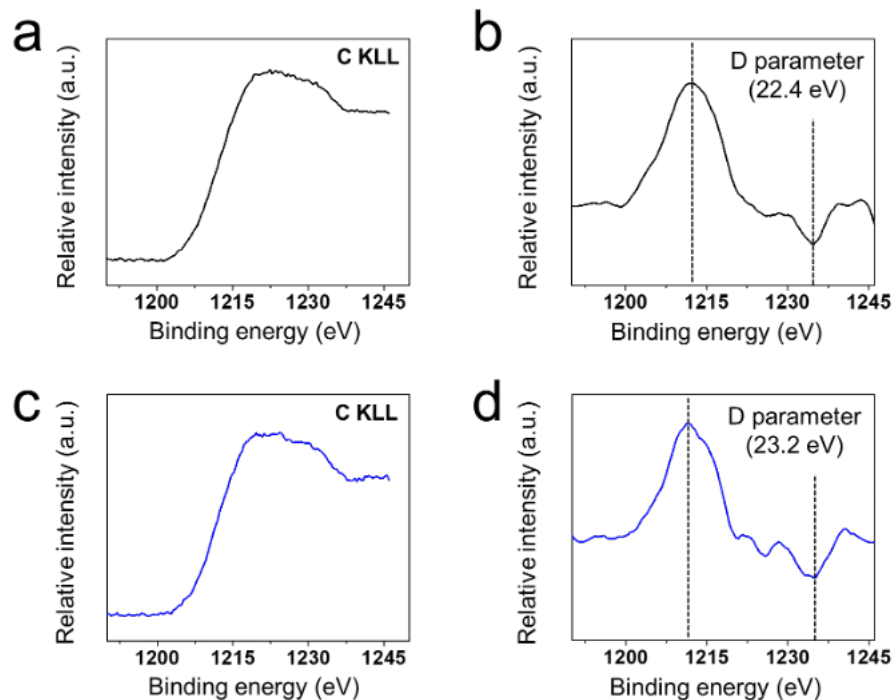 a
C KLL
Relative intensity (a.u.)
1200 1215 1230 1245
Binding energy (eV)
b
D parameter
(22.4 eV)
Relative intensity (a.u.)
1200 1215 1230 1245
Binding energy (eV)
c
C KLL
Relative intensity (a.u.)
1200 1215 1230 1245
Binding energy (eV)
d
D parameter
(23.2 eV)
Relative intensity (a.u.)
1200 1215 1230 1245
Binding energy (eV)